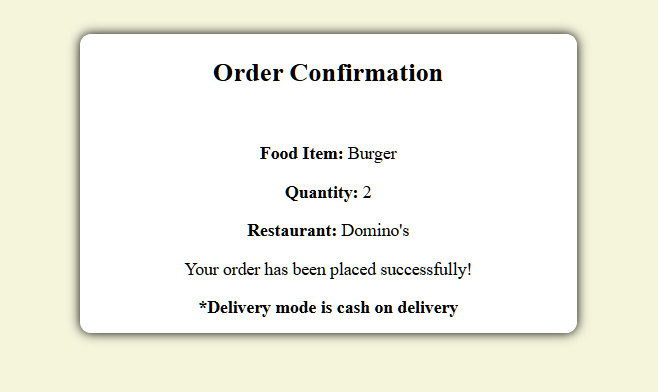 Order Confirmation
Food Item: Burger
Quantity: 2
Restaurant: Domino's
Your order has been placed successfully!
*Delivery mode is cash on delivery